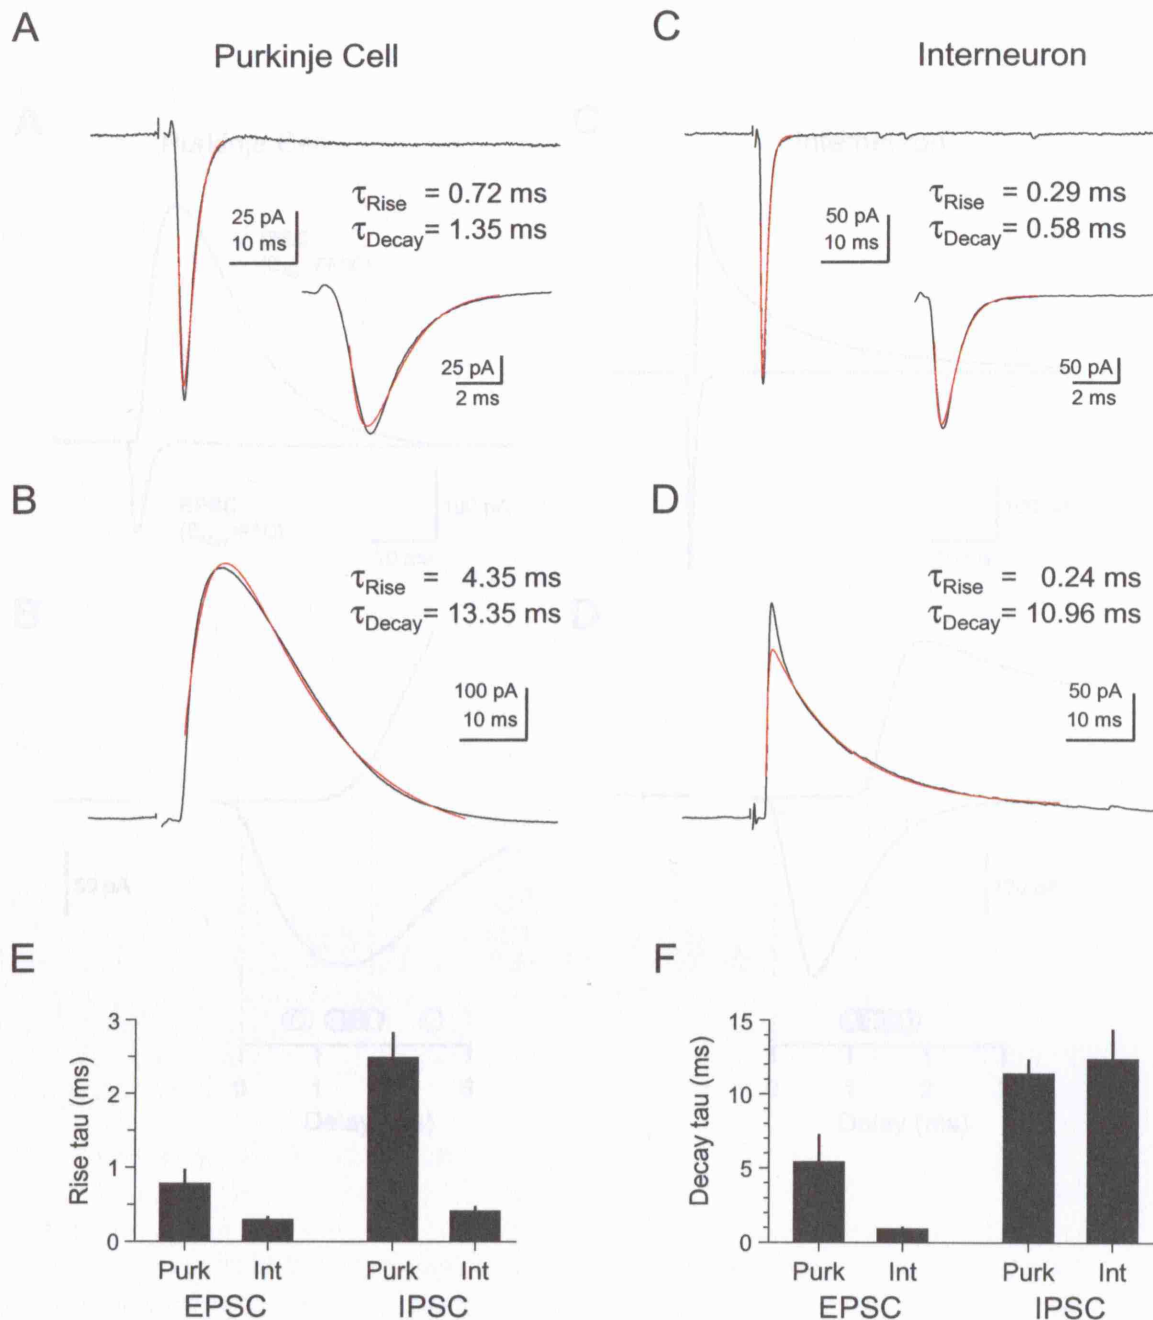 A
Purkinje Cell
τRise = 0.72 ms
τDecay= 1.35 ms
25 pA
10 ms
25 pA
2 ms
C
Interneuron
τRise = 0.29 ms
τDecay= 0.58 ms
50 pA
10 ms
50 pA
2 ms
B
τRise = 4.35 ms
τDecay= 13.35 ms
100 pA
10 ms
D
τRise = 0.24 ms
τDecay= 10.96 ms
50 pA
10 ms
E
Rise tau (ms)
3
2
1
0
Purk Int Purk Int
EPSC IPSC
F
Decay tau (ms)
15
10
5
0
Purk Int Purk Int
EPSC IPSC